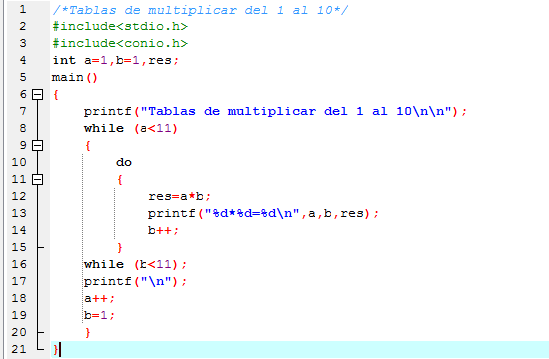 1 /*Tablas de multiplicar del 1 al 10*/
2 #include<stdio.h>
3 #include<conio.h>
4 int a=1,b=1,res;
5 main()
6 {
7 printf("Tablas de multiplicar del 1 al 10\n\n");
8 while (a<11)
9 {
10 do
11 {
12 res=a*b;
13 printf("%d*%d=%d\n",a,b,res);
14 b++;
15 }
16 while (b<11);
17 printf("\n");
18 a++;
19 b=1;
20 }
21 }